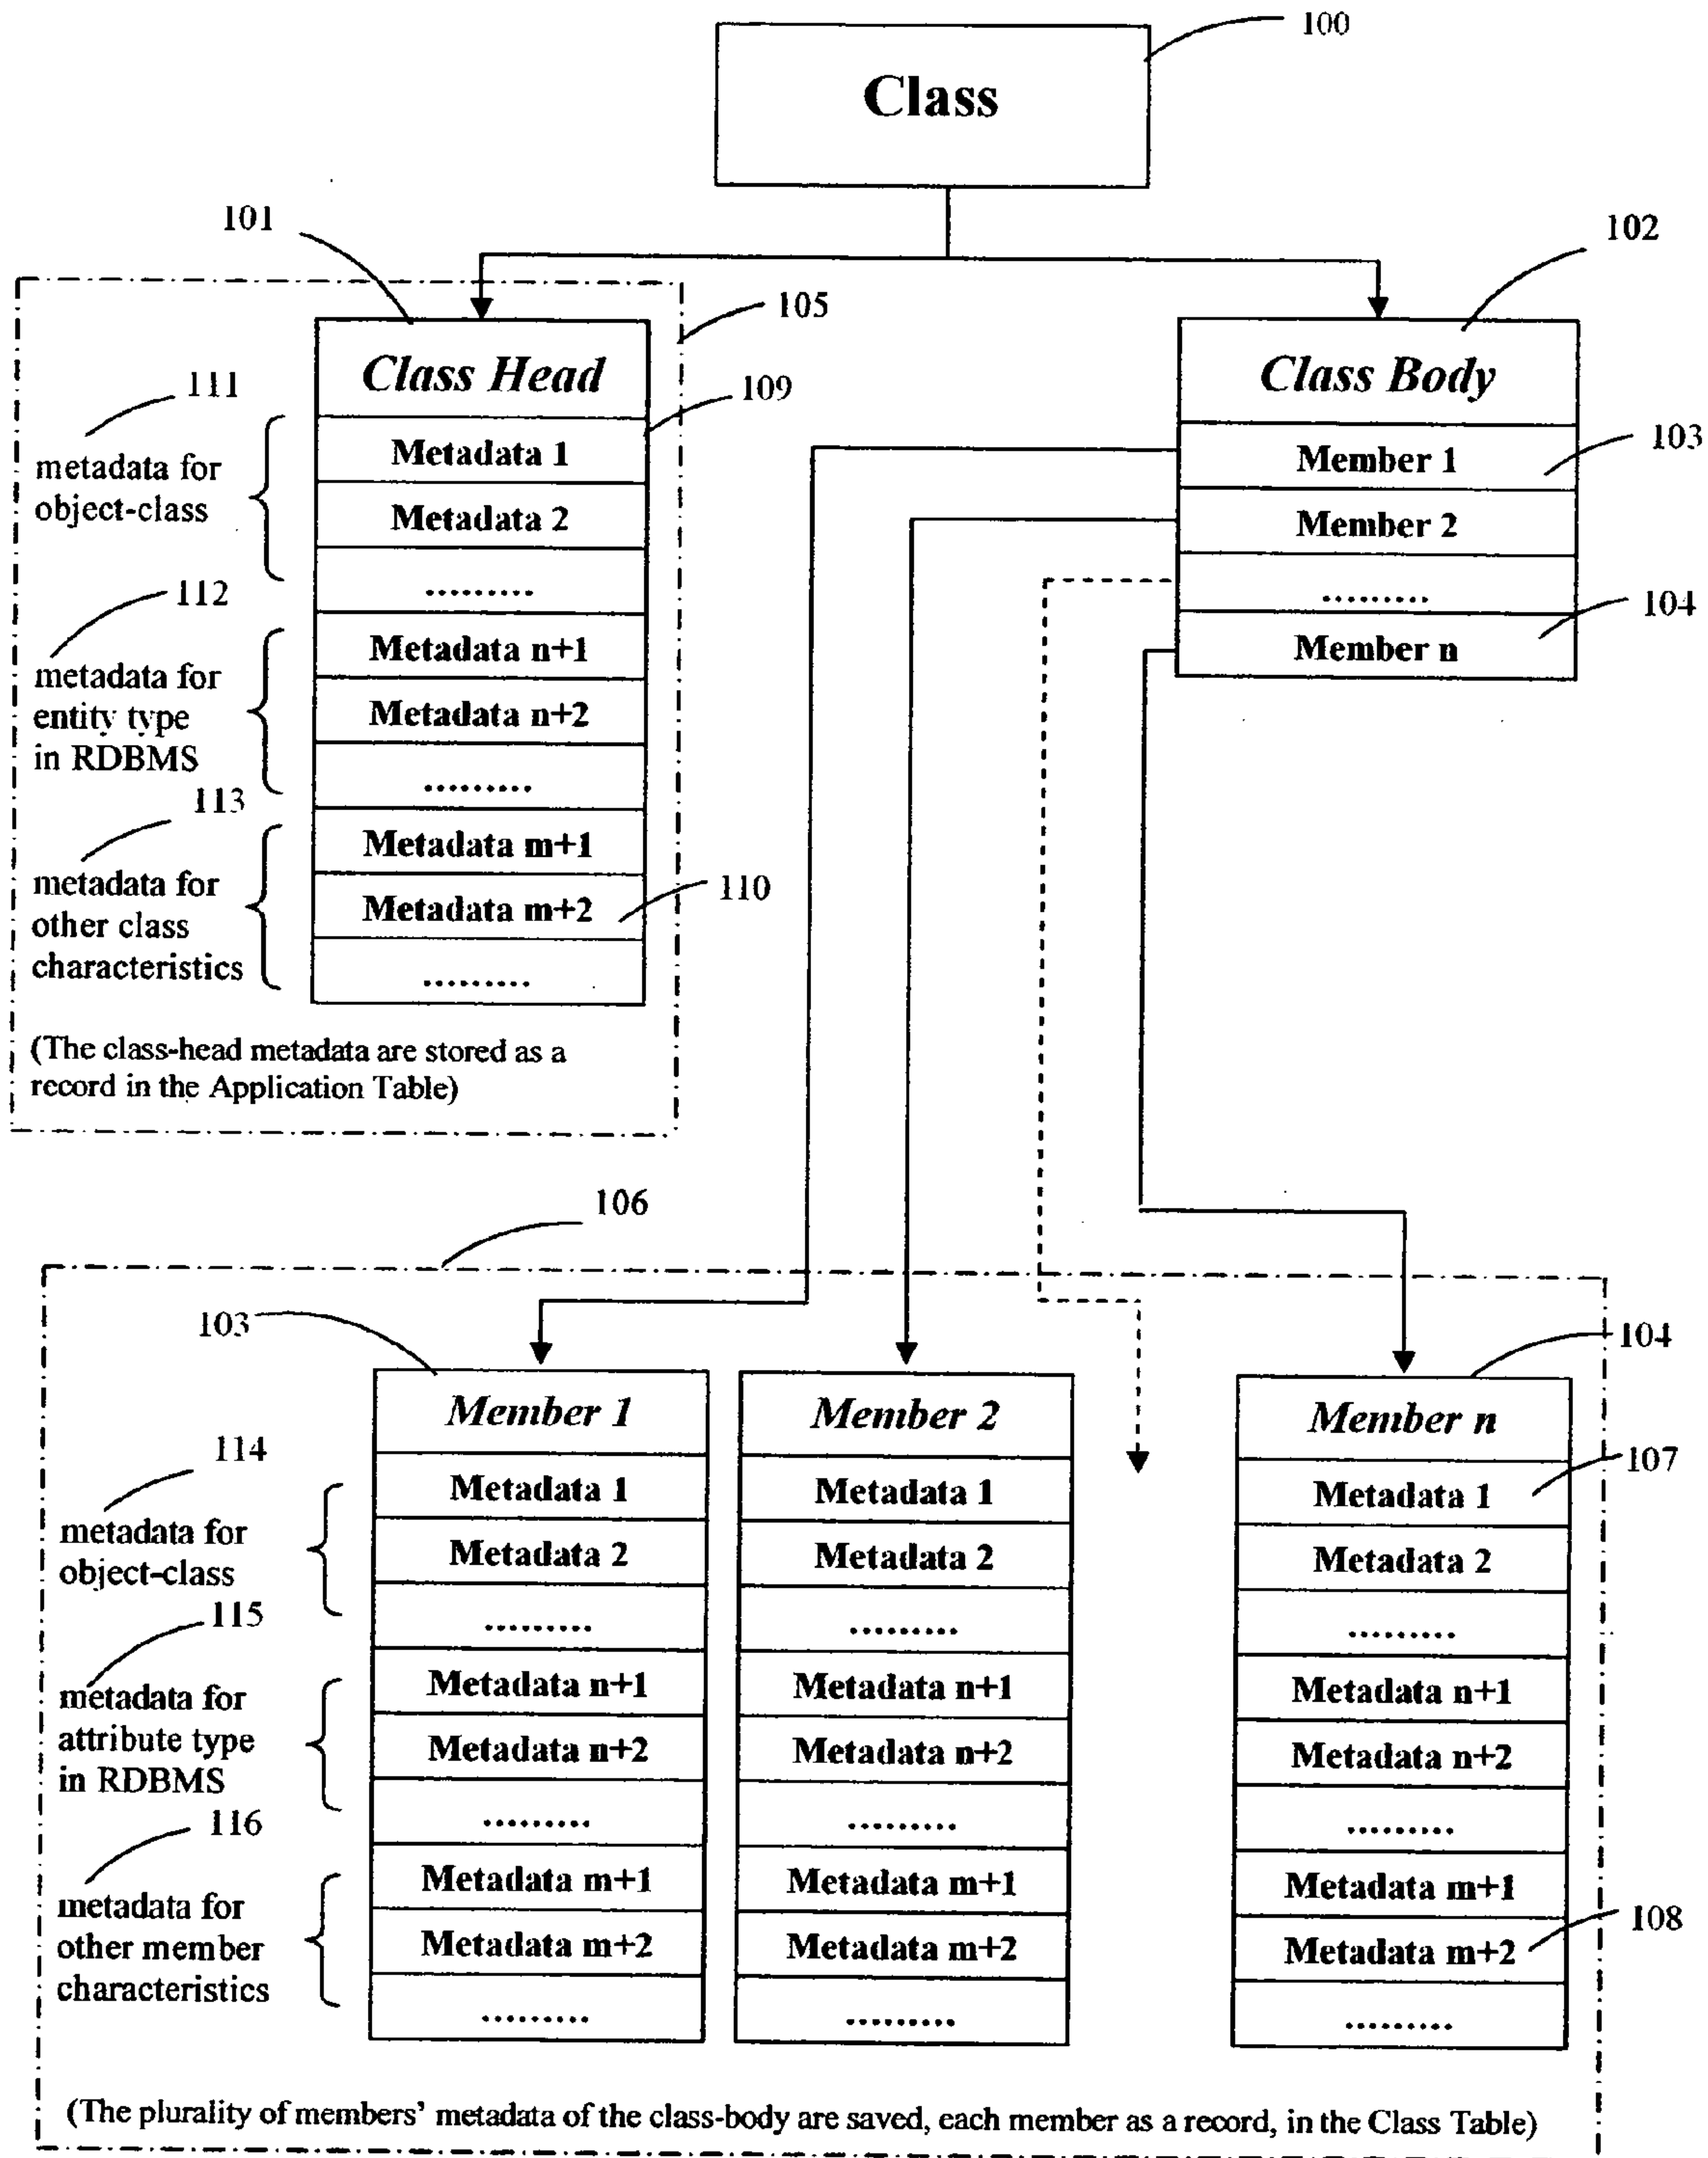 100
Class
101
102
105
Class Head
Class Body
111
109
103
metadata for
object-class
Metadata 1
Member 1
Metadata 2
Member 2
.........
.........
112
104
metadata for
entity type
in RDBMS
Metadata n+1
Member n
Metadata n+2
.........
113
metadata for
other class
characteristics
Metadata m+1
Metadata m+2
110
.........
(The class-head metadata are stored as a
record in the Application Table)
106
103
104
Member 1
Member 2
Member n
114
107
metadata for
object-class
Metadata 1
Metadata 1
Metadata 1
Metadata 2
Metadata 2
Metadata 2
.........
.........
.........
115
metadata for
attribute type
in RDBMS
Metadata n+1
Metadata n+1
Metadata n+1
Metadata n+2
Metadata n+2
Metadata n+2
.........
.........
.........
116
metadata for
other member
characteristics
Metadata m+1
Metadata m+1
Metadata m+1
Metadata m+2
Metadata m+2
Metadata m+2
108
.........
.........
.........
(The plurality of members’ metadata of the class-body are saved, each member as a record, in the Class Table)